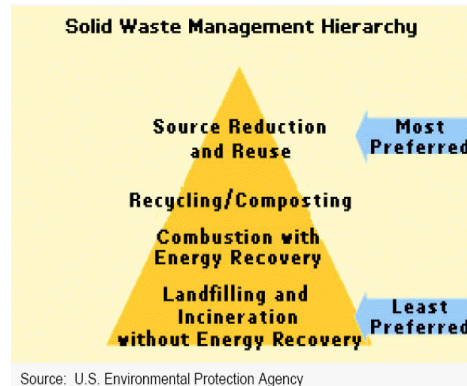 Solid Waste Management Hierarchy
Source Reduction
and Reuse
Most
Preferred
Recycling/Composting
Combustion with
Energy Recovery
Landfilling and
Incineration
without Energy Recovery
Least
Preferred
Source: U.S. Environmental Protection Agency